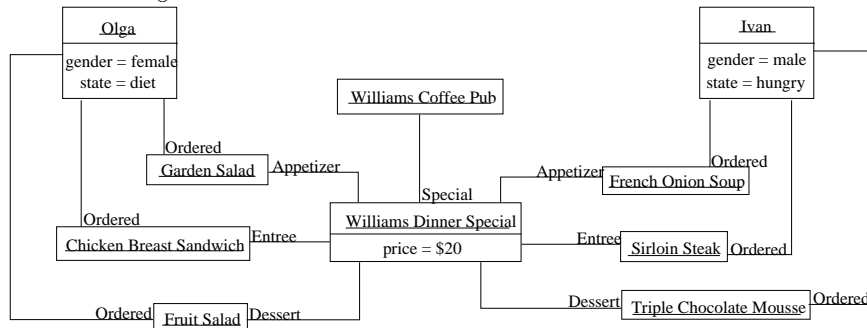 Olga
Ivan
gender = female
state = diet
gender = male
state = hungry
Williams Coffee Pub
Ordered
Garden Salad
Appetizer
Appetizer
Ordered
French Onion Soup
Special
Ordered
Williams Dinner Special
Chicken Breast Sandwich
Entree
price = $20
Entree
Sirloin Steak
Ordered
Ordered
Fruit Salad
Dessert
Dessert
Triple Chocolate Mousse
Ordered